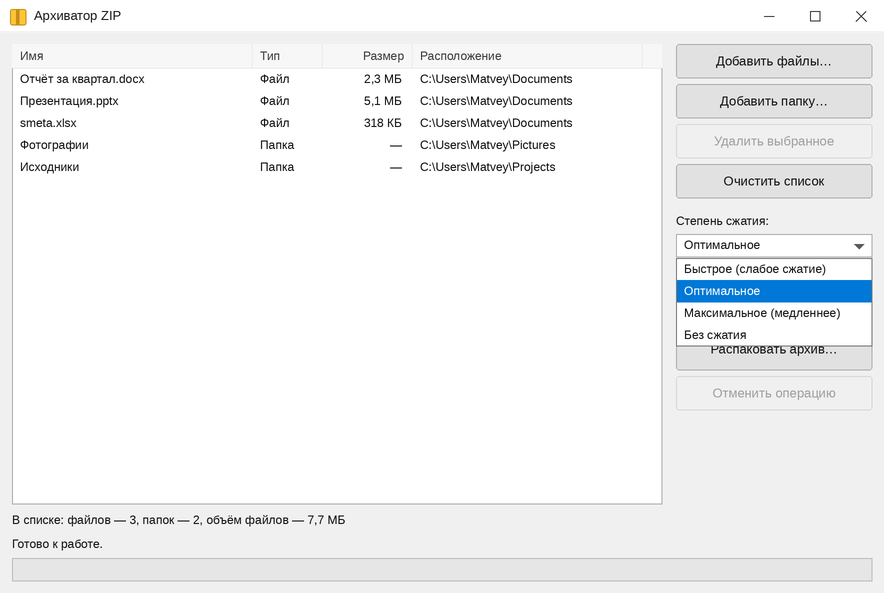 Архиватор ZIP
Имя Тип Размер Расположение
Отчёт за квартал.docx Файл 2,3 МБ C:\Users\Matvey\Documents
Презентация.pptx Файл 5,1 МБ C:\Users\Matvey\Documents
smeta.xlsx Файл 318 КБ C:\Users\Matvey\Documents
Фотографии Папка — C:\Users\Matvey\Pictures
Исходники Папка — C:\Users\Matvey\Projects
Добавить файлы…
Добавить папку…
Удалить выбранное
Очистить список
Степень сжатия:
Оптимальное
Быстрое (слабое сжатие)
Оптимальное
Максимальное (медленнее)
Без сжатия
Распаковать архив…
Отменить операцию
В списке: файлов — 3, папок — 2, объём файлов — 7,7 МБ
Готово к работе.